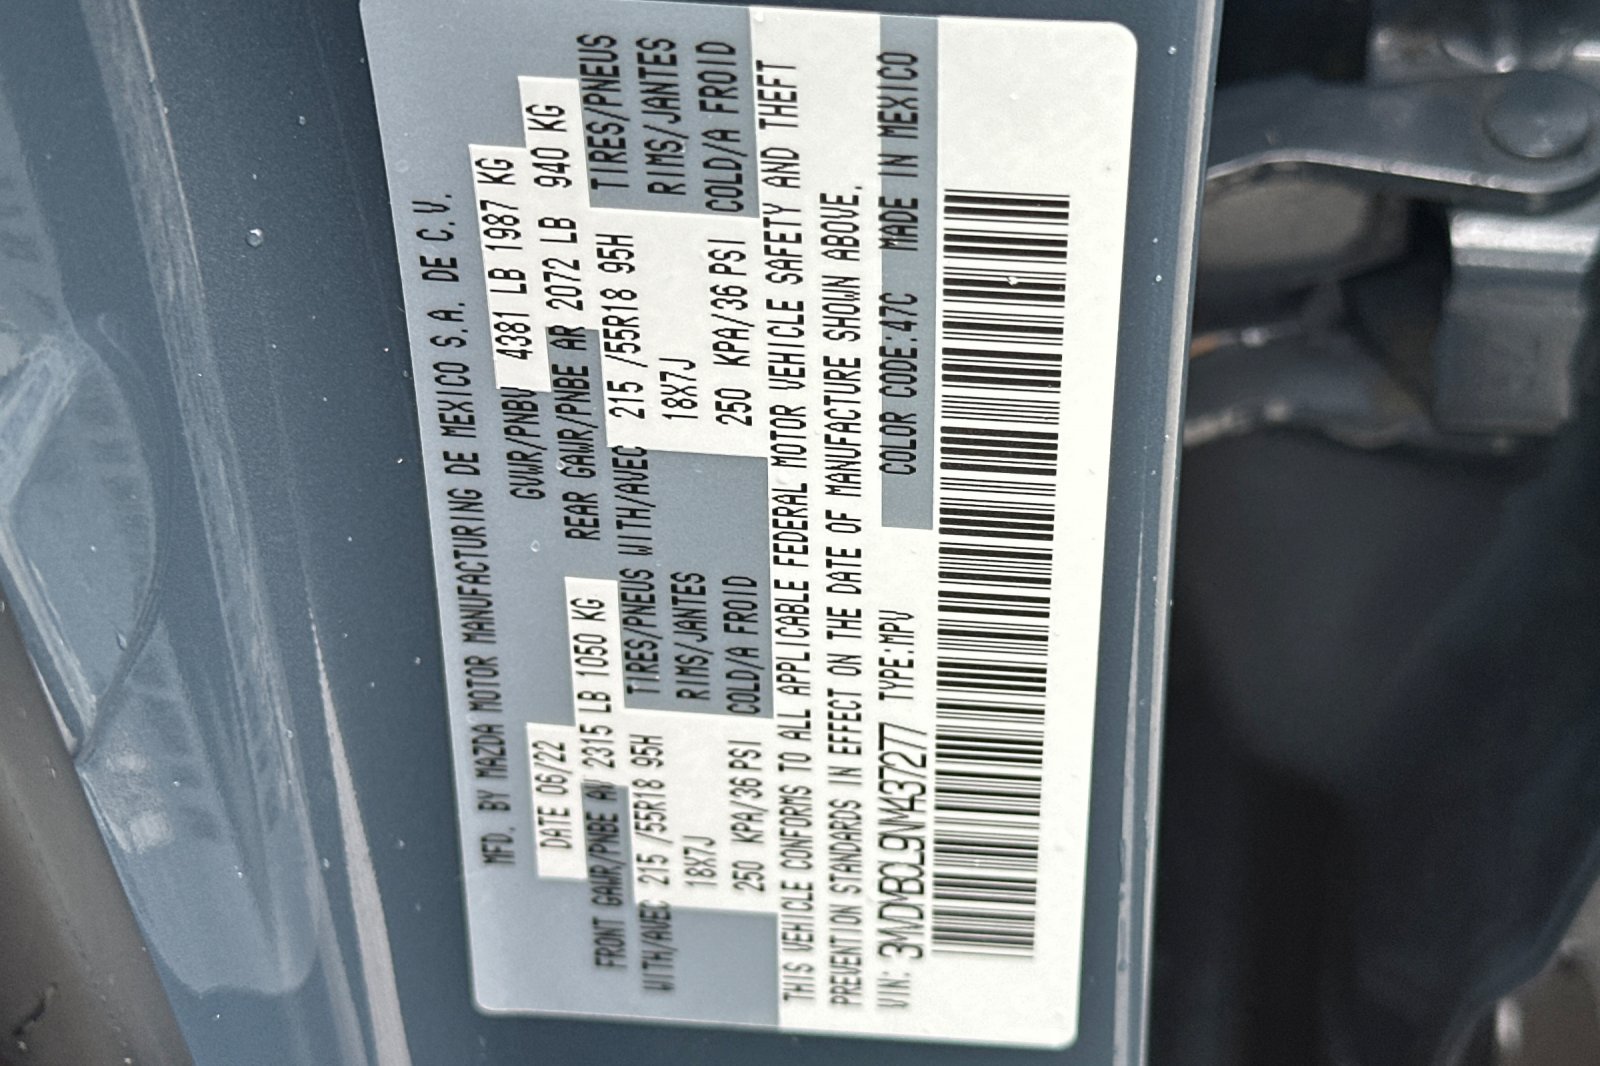 MFD. BY MAZDA MOTOR MANUFACTURING DE MEXICO S.A. DE C.V.
DATE 06/22 GVWR/PNBV 4381 LB 1987 KG
FRONT GAWR/PNBE AV 2315 LB 1050 KG REAR GAWR/PNBE AR 2072 LB 940 KG
WITH/AVEC 215 /55R18 95H TIRES/PNEUS WITH/AVEC 215 /55R18 95H TIRES/PNEUS
18X7J RIMS/JANTES 18X7J RIMS/JANTES
250 KPA/36 PSI COLD/A FROID 250 KPA/36 PSI COLD/A FROID
THIS VEHICLE CONFORMS TO ALL APPLICABLE FEDERAL MOTOR VEHICLE SAFETY AND THEFT
PREVENTION STANDARDS IN EFFECT ON THE DATE OF MANUFACTURE SHOWN ABOVE.
VIN: 3MVDMBCL9NM437277 TYPE:MPV COLOR CODE:47C MADE IN MEXICO